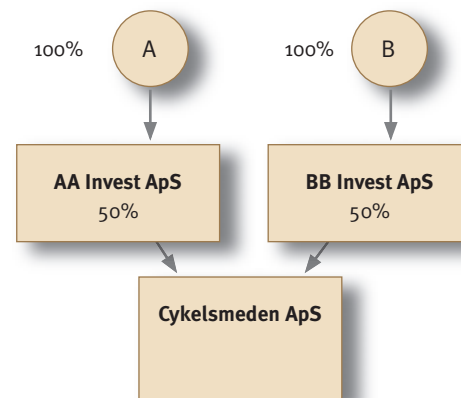 100% A
100% B
AA Invest ApS
50%
BB Invest ApS
50%
Cykelsmeden ApS